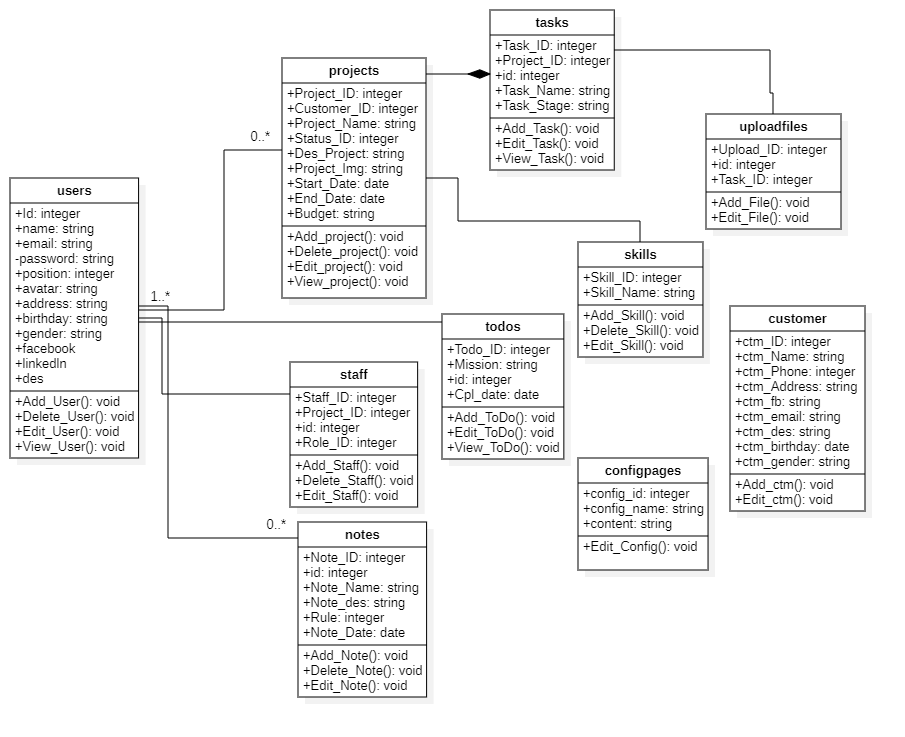 tasks
+Task_ID: integer
+Project_ID: integer
+id: integer
+Task_Name: string
+Task_Stage: string
+Add_Task(): void
+Edit_Task(): void
+View_Task(): void
projects
+Project_ID: integer
+Customer_ID: integer
+Project_Name: string
+Status_ID: integer
+Des_Project: string
+Project_Img: string
+Start_Date: date
+End_Date: date
+Budget: string
+Add_project(): void
+Delete_project(): void
+Edit_project(): void
+View_project(): void
uploadfiles
+Upload_ID: integer
+id: integer
+Task_ID: integer
+Add_File(): void
+Edit_File(): void
0..*
users
+Id: integer
+name: string
+email: string
-password: string
+position: integer
+avatar: string
+address: string
+birthday: string
+gender: string
+facebook
+linkedIn
+des
+Add_User(): void
+Delete_User(): void
+Edit_User(): void
+View_User(): void
1..*
skills
+Skill_ID: integer
+Skill_Name: string
+Add_Skill(): void
+Delete_Skill(): void
+Edit_Skill(): void
todos
+Todo_ID: integer
+Mission: string
+id: integer
+Cpl_date: date
+Add_ToDo(): void
+Edit_ToDo(): void
+View_ToDo(): void
customer
+ctm_ID: integer
+ctm_Name: string
+ctm_Phone: integer
+ctm_Address: string
+ctm_fb: string
+ctm_email: string
+ctm_des: string
+ctm_birthday: date
+ctm_gender: string
+Add_ctm(): void
+Edit_ctm(): void
staff
+Staff_ID: integer
+Project_ID: integer
+id: integer
+Role_ID: integer
+Add_Staff(): void
+Delete_Staff(): void
+Edit_Staff(): void
configpages
+config_id: integer
+config_name: string
+content: string
+Edit_Config(): void
0..*
notes
+Note_ID: integer
+id: integer
+Note_Name: string
+Note_des: string
+Rule: integer
+Note_Date: date
+Add_Note(): void
+Delete_Note(): void
+Edit_Note(): void